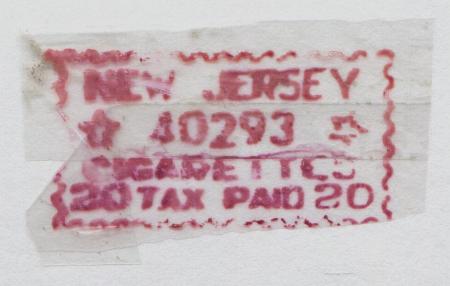 NEW JERSEY
40293
CIGARETTES
20 TAX PAID 20